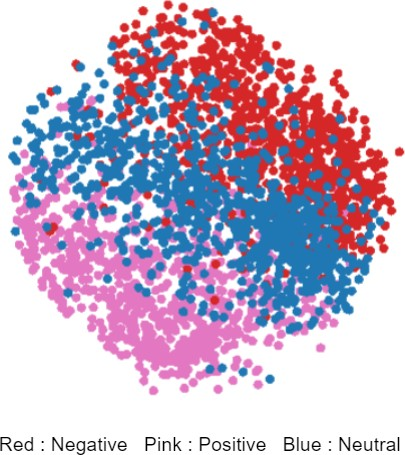 Red : Negative Pink : Positive Blue : Neutral